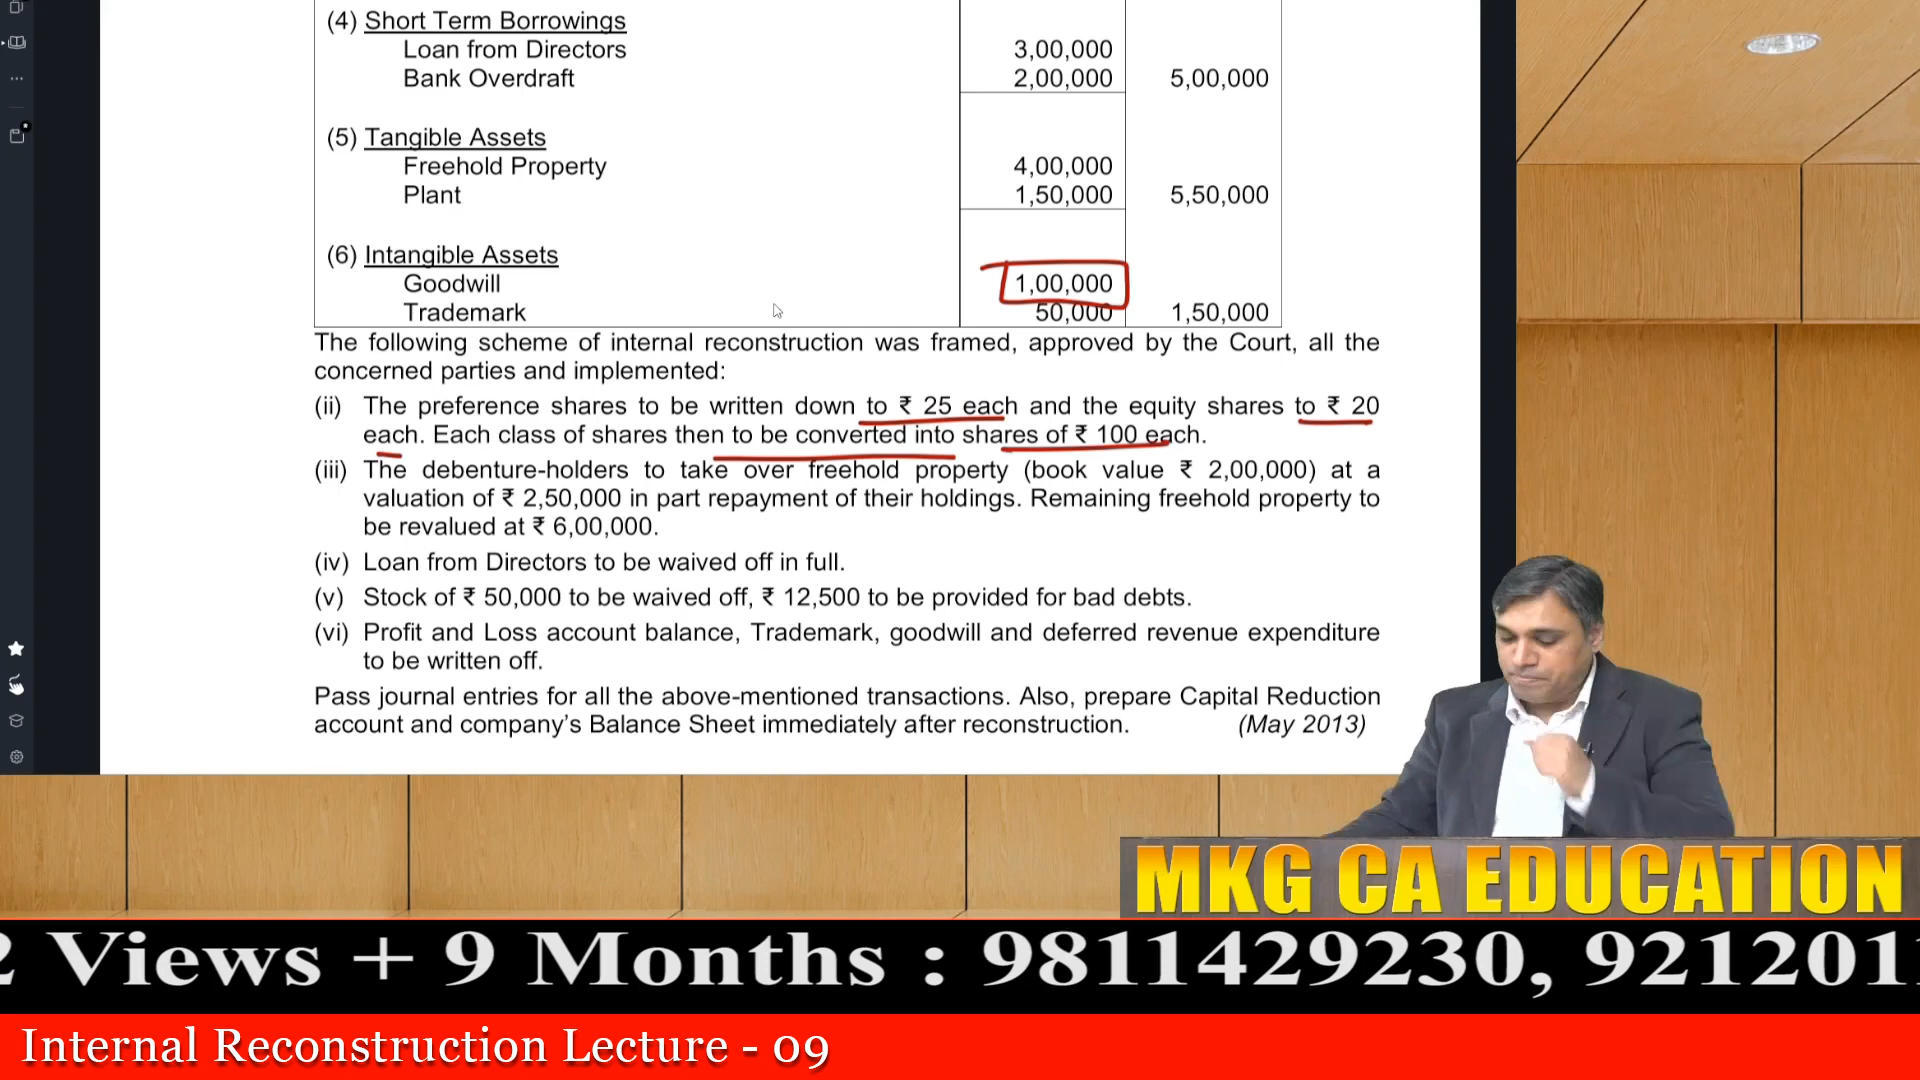 (4) Short Term Borrowings
Loan from Directors 3,00,000
Bank Overdraft 2,00,000 5,00,000
(5) Tangible Assets
Freehold Property 4,00,000
Plant 1,50,000 5,50,000
(6) Intangible Assets
Goodwill 1,00,000
Trademark 50,000 1,50,000
The following scheme of internal reconstruction was framed, approved by the Court, all the
concerned parties and implemented:
(ii) The preference shares to be written down to ₹ 25 each and the equity shares to ₹ 20
each. Each class of shares then to be converted into shares of ₹ 100 each.
(iii) The debenture-holders to take over freehold property (book value ₹ 2,00,000) at a
valuation of ₹ 2,50,000 in part repayment of their holdings. Remaining freehold property to
be revalued at ₹ 6,00,000.
(iv) Loan from Directors to be waived off in full.
(v) Stock of ₹ 50,000 to be waived off, ₹ 12,500 to be provided for bad debts.
(vi) Profit and Loss account balance, Trademark, goodwill and deferred revenue expenditure
to be written off.
Pass journal entries for all the above-mentioned transactions. Also, prepare Capital Reduction
account and company's Balance Sheet immediately after reconstruction. (May 2013)
MKG CA EDUCATION
2 Views + 9 Months : 9811429230, 921201
Internal Reconstruction Lecture - 09